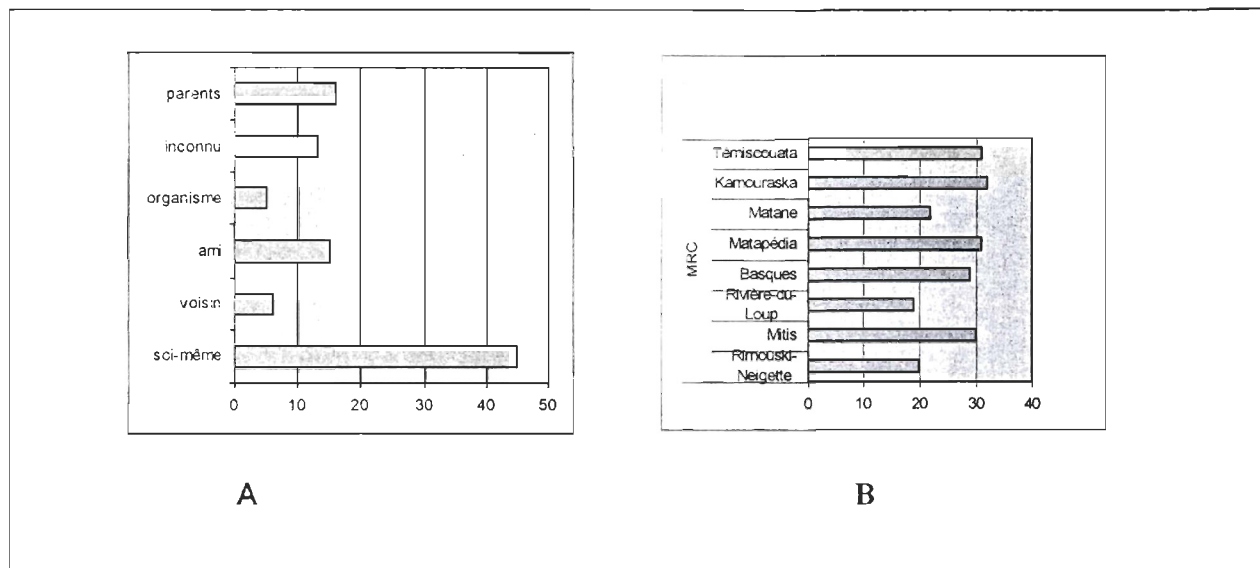 parents
inconnu
organisme
ami
voisin
soi-même
0 10 20 30 40 50
A
MRC
Témiscouata
Kamouraska
Matane
Matapédia
Basques
Rivière-du-
Loup
Mitis
Rimouski-
Neigette
0 10 20 30 40
B